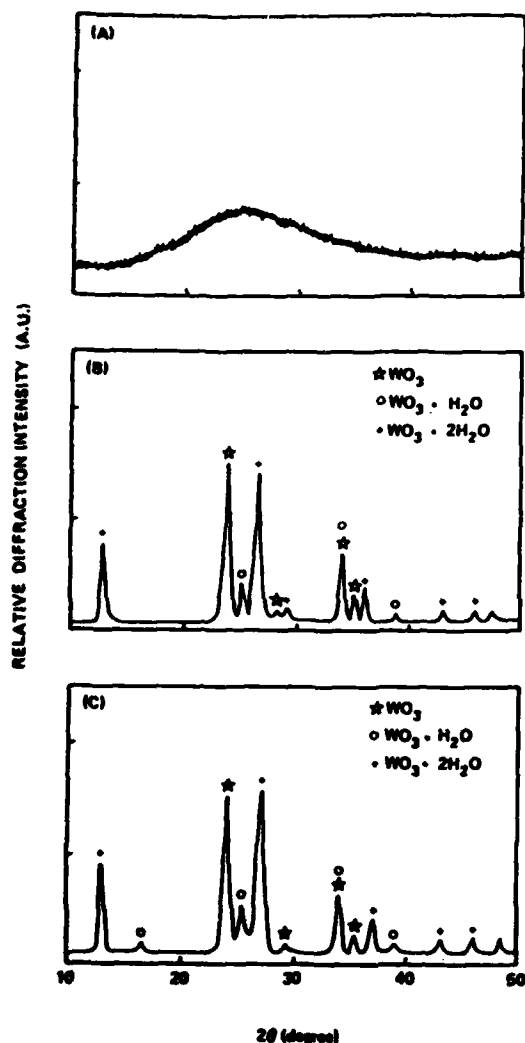 (A)
RELATIVE DIFFRACTION INTENSITY (A.U.)
(B)
☆ WO₃
○ WO₃ · H₂O
· WO₃ · 2H₂O
(C)
☆ WO₃
○ WO₃ · H₂O
· WO₃ · 2H₂O
10 20 30 40 50
2θ (degree)